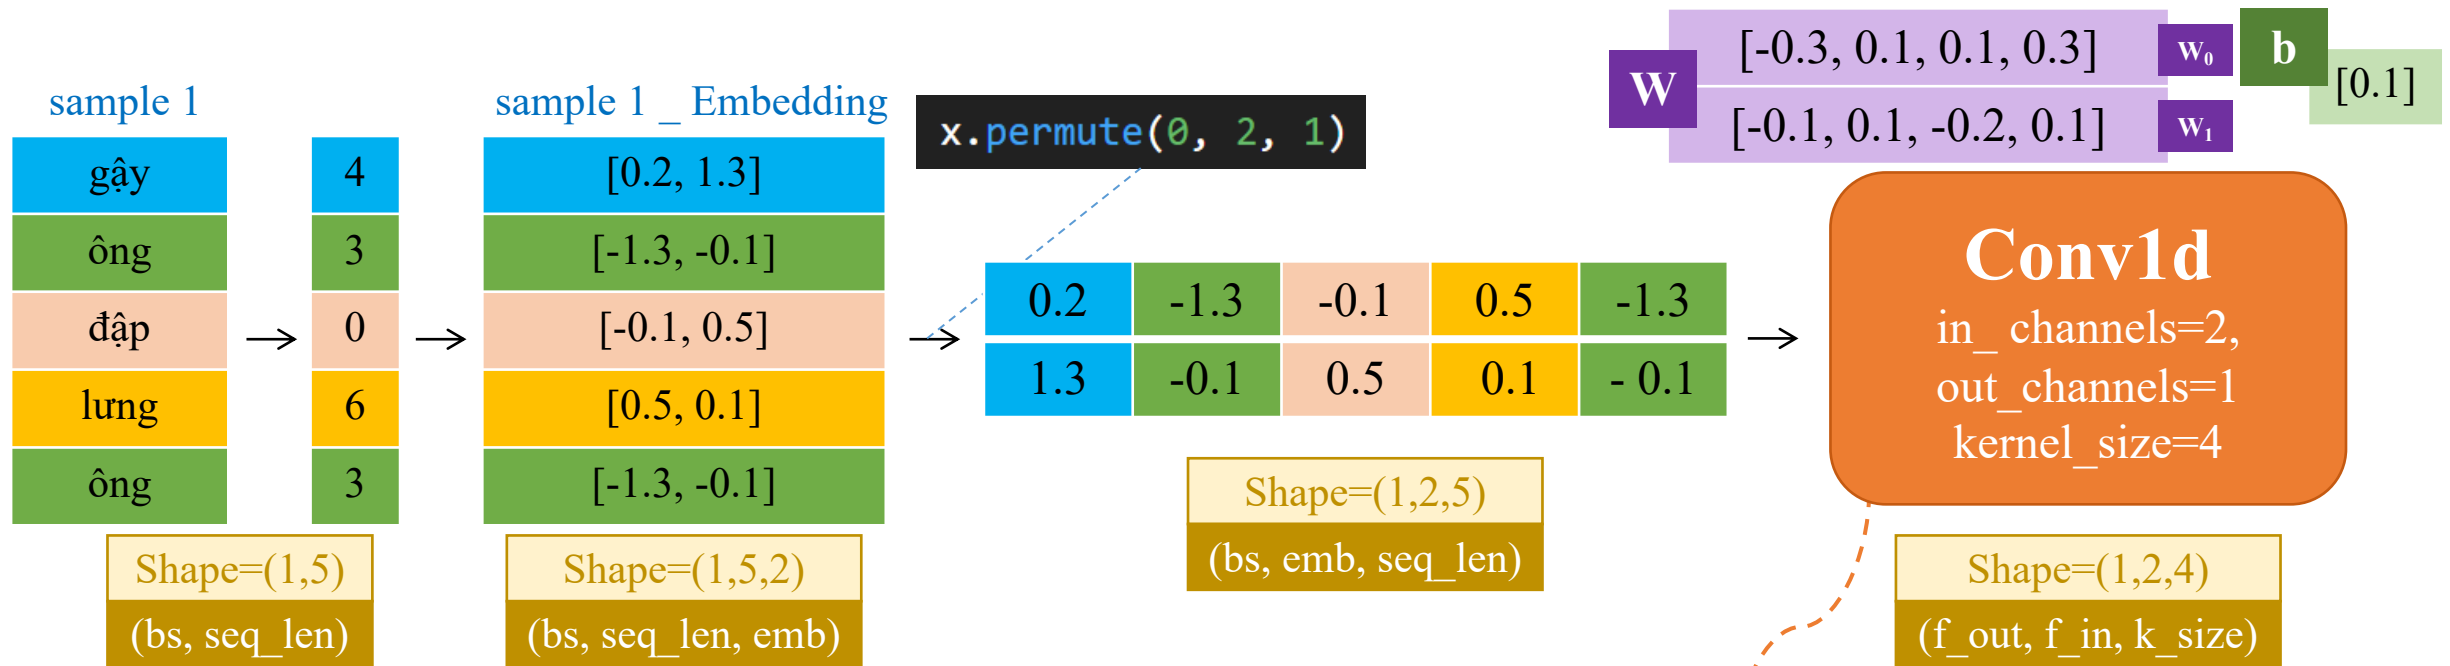 sample 1
gậy
ông
đập
lưng
ông
4
3
0
6
3
Shape=(1,5)
(bs, seq_len)
sample 1 _ Embedding
[0.2, 1.3]
[-1.3, -0.1]
[-0.1, 0.5]
[0.5, 0.1]
[-1.3, -0.1]
Shape=(1,5,2)
(bs, seq_len, emb)
x.permute(0, 2, 1)
0.2 -1.3 -0.1 0.5 -1.3
1.3 -0.1 0.5 0.1 - 0.1
Shape=(1,2,5)
(bs, emb, seq_len)
W
[-0.3, 0.1, 0.1, 0.3] w₀
[-0.1, 0.1, -0.2, 0.1] w₁
b
[0.1]
Conv1d
in_ channels=2,
out_channels=1
kernel_size=4
Shape=(1,2,4)
(f_out, f_in, k_size)